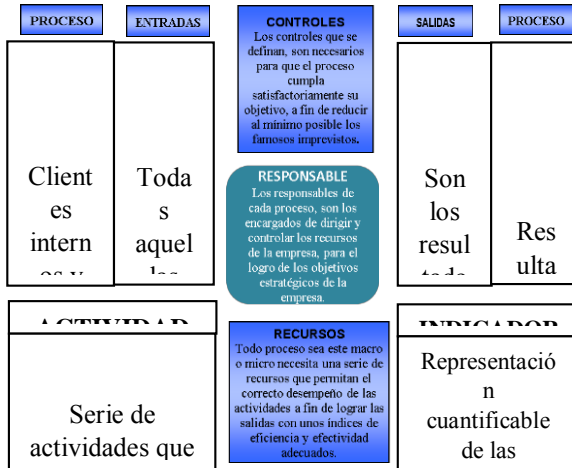 PROCESO
ENTRADAS
Client
es
intern
os y
Toda
s
aquel
las
CONTROLES
Los controles que se
definan, son necesarios
para que el proceso
cumpla
satisfactoriamente su
objetivo, a fin de reducir
al mínimo posible los
famosos imprevistos.
RESPONSABLE
Los responsables de
cada proceso, son los
encargados de dirigir y
controlar los recursos
de la empresa, para el
logro de los objetivos
estratégicos de la
empresa.
SALIDAS
PROCESO
Son
los
resul
tado
Res
ulta
ACTIVIDAD
Serie de
actividades que
RECURSOS
Todo proceso sea este macro
o micro necesita una serie de
recursos que permitan el
correcto desempeño de las
actividades a fin de lograr las
salidas con unos índices de
eficiencia y efectividad
adecuados.
INDICADOR
Representació
n
cuantificable
de las